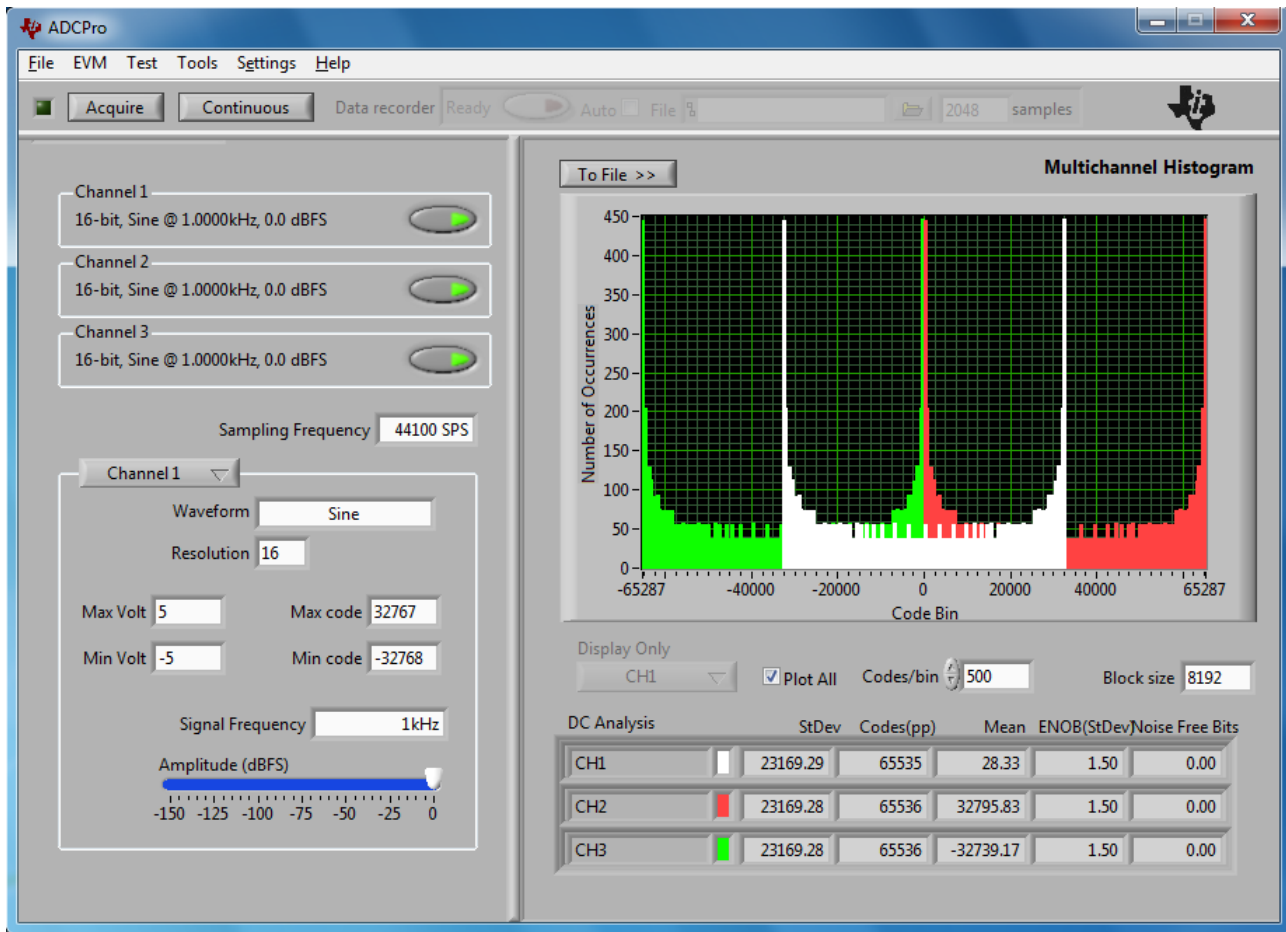 ADCPro
File EVM Test Tools Settings Help
Acquire Continuous Data recorder Ready Auto File 2048 samples
To File >> Multichannel Histogram
Channel 1
16-bit, Sine @ 1.0000kHz, 0.0 dBFS
Channel 2
16-bit, Sine @ 1.0000kHz, 0.0 dBFS
Channel 3
16-bit, Sine @ 1.0000kHz, 0.0 dBFS
Sampling Frequency 44100 SPS
Channel 1
Waveform Sine
Resolution 16
Max Volt 5 Max code 32767
Min Volt -5 Min code -32768
Signal Frequency 1kHz
Amplitude (dBFS)
-150 -125 -100 -75 -50 -25 0
Number of Occurrences
450
400
350
300
250
200
150
100
50
0
-65287 -40000 -20000 0 20000 40000 65287
Code Bin
Display Only
CH1 Plot All Codes/bin 500 Block size 8192
DC Analysis StDev Codes(pp) Mean ENOB(StDev) Noise Free Bits
CH1 23169.29 65535 28.33 1.50 0.00
CH2 23169.28 65536 32795.83 1.50 0.00
CH3 23169.28 65536 -32739.17 1.50 0.00